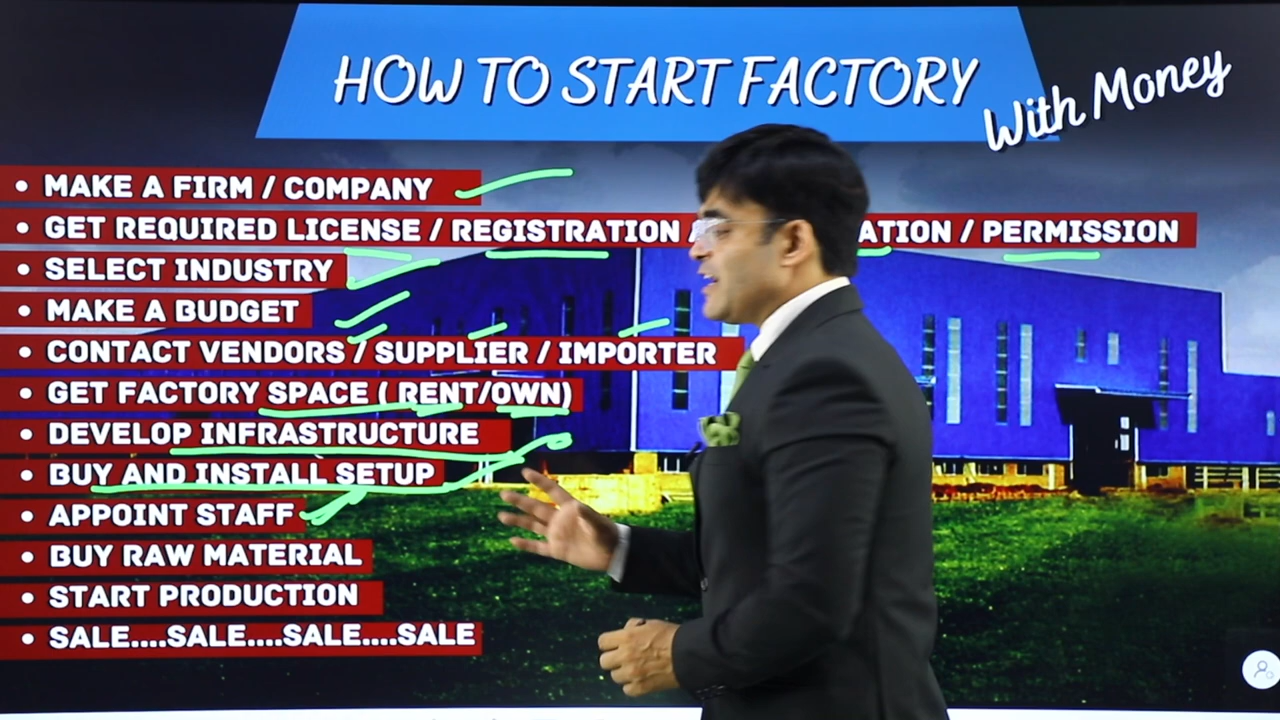 HOW TO START FACTORY
With Money
• MAKE A FIRM / COMPANY
• GET REQUIRED LICENSE / REGISTRATION ATION / PERMISSION
• SELECT INDUSTRY
• MAKE A BUDGET
• CONTACT VENDORS / SUPPLIER / IMPORTER
• GET FACTORY SPACE ( RENT/OWN)
• DEVELOP INFRASTRUCTURE
• BUY AND INSTALL SETUP
• APPOINT STAFF
• BUY RAW MATERIAL
• START PRODUCTION
• SALE....SALE....SALE....SALE